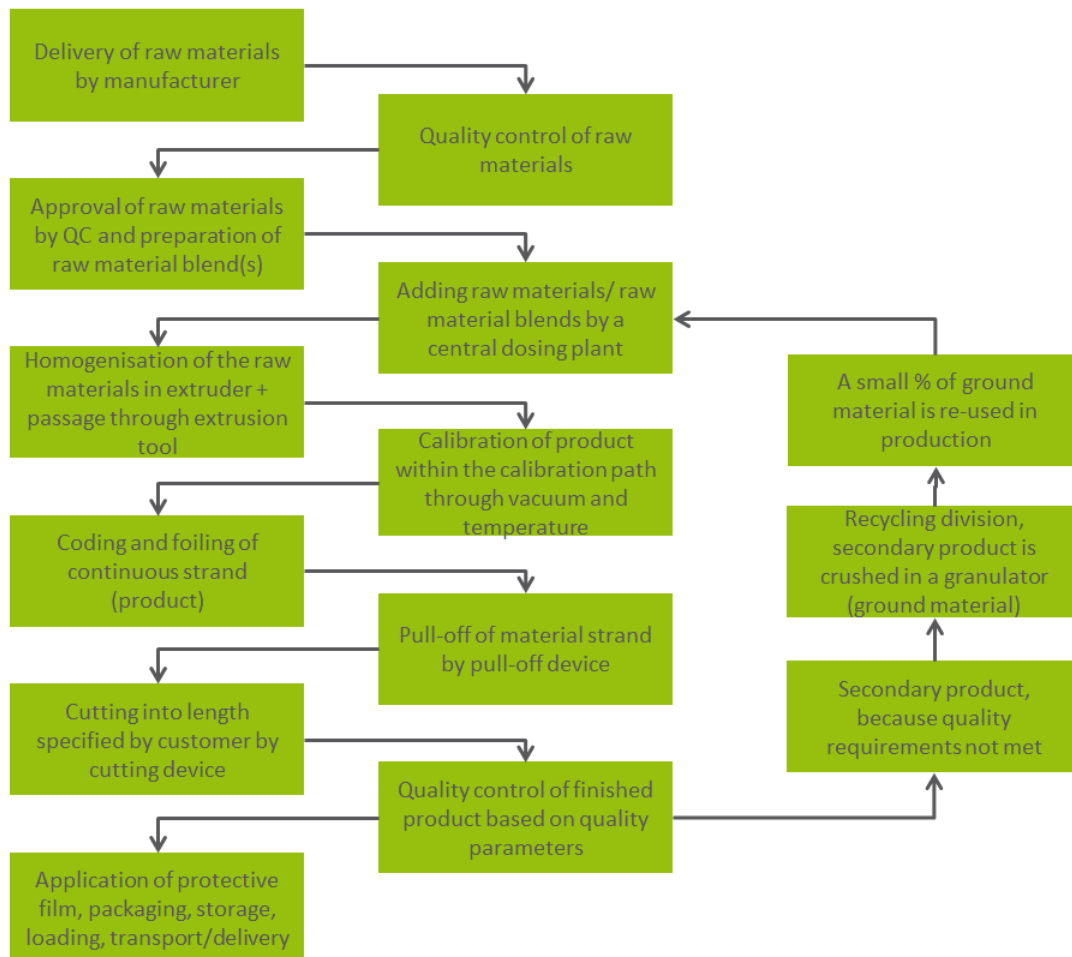 Delivery of raw materials
by manufacturer
Quality control of raw
materials
Approval of raw materials
by QC and preparation of
raw material blend(s)
Adding raw materials/ raw
material blends by a
central dosing plant
Homogenisation of the raw
materials in extruder +
passage through extrusion
tool
Calibration of product
within the calibration path
through vacuum and
temperature
Coding and foiling of
continuous strand
(product)
Pull-off of material strand
by pull-off device
Cutting into length
specified by customer by
cutting device
Quality control of finished
product based on quality
parameters
Application of protective
film, packaging, storage,
loading, transport/delivery
Secondary product,
because quality
requirements not met
Recycling division,
secondary product is
crushed in a granulator
(ground material)
A small % of ground
material is re-used in
production